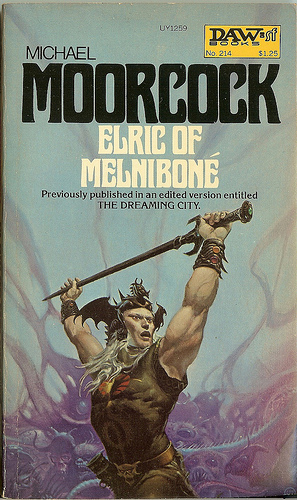 UY1259
DAW=sf
BOOKS
No. 214 $1.25
MICHAEL
MOORCOCK
ELRIC OF
MELNIBONÉ
Previously published in an edited version entitled
THE DREAMING CITY.